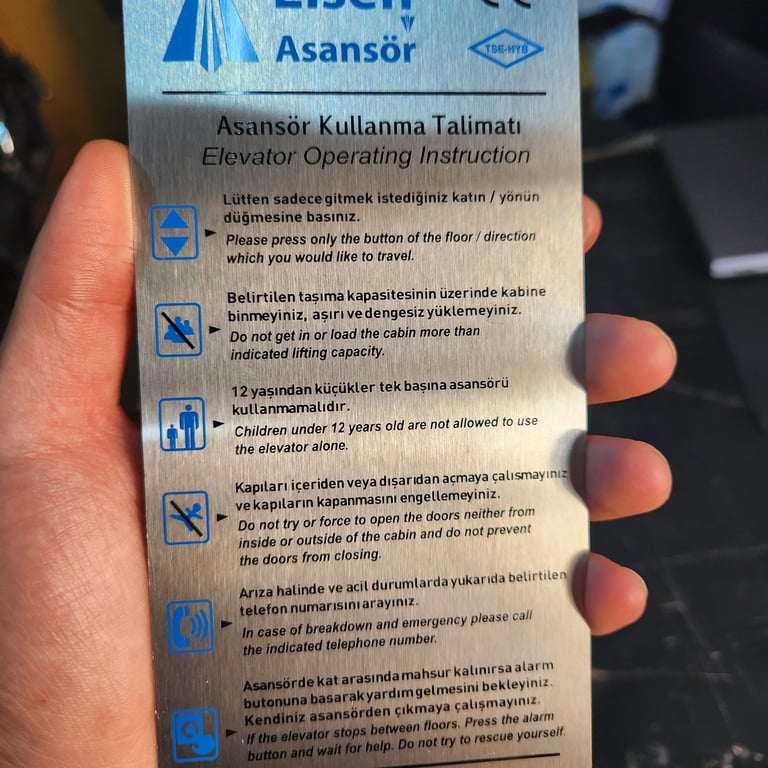 Asansör
TSE-HYB
Asansör Kullanma Talimatı
Elevator Operating Instruction
Lütfen sadece gitmek istediğiniz katın / yönün
düğmesine basınız.
Please press only the button of the floor / direction
which you would like to travel.
Belirtilen taşıma kapasitesinin üzerinde kabine
binmeyiniz, aşırı ve dengesiz yüklemeyiniz.
Do not get in or load the cabin more than
indicated lifting capacity.
12 yaşından küçükler tek başına asansörü
kullanmamalıdır.
Children under 12 years old are not allowed to use
the elevator alone.
Kapıları içeriden veya dışarıdan açmaya çalısmayınız
ve kapıların kapanmasını engellemeyiniz.
Do not try or force to open the doors neither from
inside or outside of the cabin and do not prevent
the doors from closing.
Arıza halinde ve acil durumlarda yukarıda belirtilen
telefon numarısını arayınız.
In case of breakdown and emergency please call
the indicated telephone number.
Asansörde kat arasında mahsur kalınırsa alarm
butonuna basarak yardım gelmesini bekleyiniz.
Kendiniz asansörden çıkmaya çalışmayınız.
If the elevator stops between floors. Press the alarm
button and wait for help. Do not try to rescue yourself.